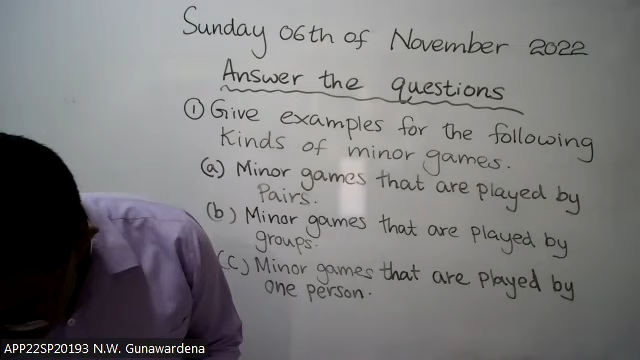 Sunday 06th of November 2022
Answer the questions
① Give examples for the following
kinds of minor games.
(a) Minor games that are played by
Pairs.
(b) Minor games that are played by
groups.
(c) Minor games that are played by
one person.
APP22SP20193 N.W. Gunawardena